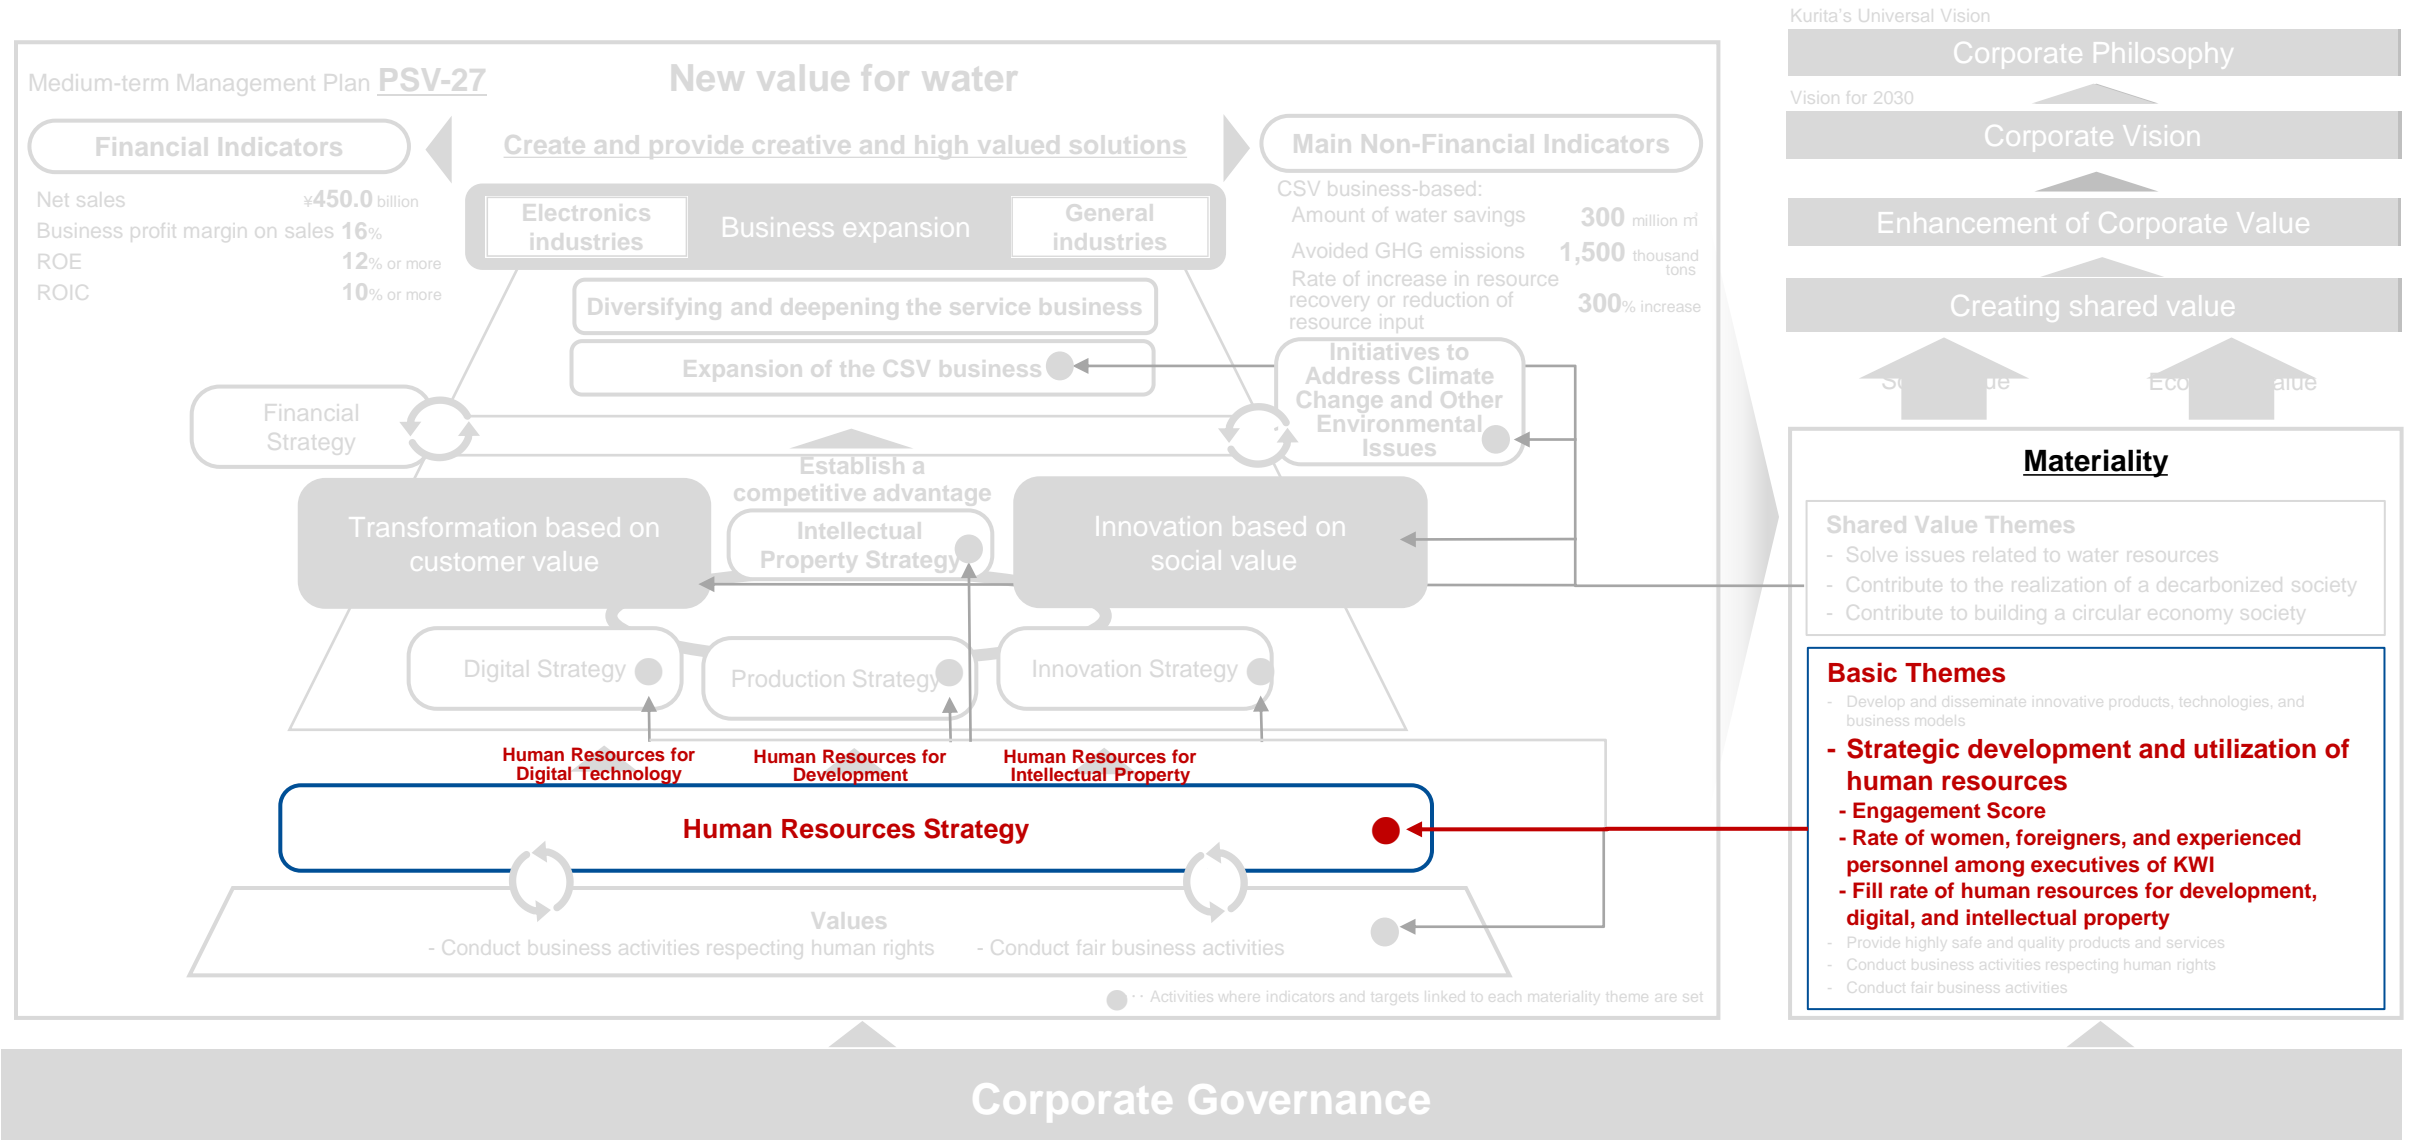 Kurita's Universal Vision
Corporate Philosophy
Vision for 2030
Corporate Vision
Enhancement of Corporate Value
Creating shared value
Medium-term Management Plan PSV-27
New value for water
Financial Indicators
Create and provide creative and high valued solutions
Main Non-Financial Indicators
Net sales ¥450.0 billion
Business profit margin on sales 16%
ROE 12% or more
ROIC 10% or more
Electronics
industries
Business expansion
General
industries
CSV business-based:
Amount of water savings 300 million ㎥
Avoided GHG emissions 1,500 thousand
tons
Rate of increase in resource
recovery or reduction of 300% increase
resource input
Diversifying and deepening the service business
Expansion of the CSV business
Initiatives to
Address Climate
Change and Other
Environmental
Issues
Financial
Strategy
Establish a
competitive advantage
Transformation based on
customer value
Intellectual
Property Strategy
Innovation based on
social value
Digital Strategy
Production Strategy
Innovation Strategy
Human Resources for
Digital Technology
Human Resources for
Development
Human Resources for
Intellectual Property
Human Resources Strategy
Values
- Conduct business activities respecting human rights
- Conduct fair business activities
·· Activities where indicators and targets linked to each materiality theme are set
Materiality
Shared Value Themes
- Solve issues related to water resources
- Contribute to the realization of a decarbonized society
- Contribute to building a circular economy society
Basic Themes
- Develop and disseminate innovative products, technologies, and
business models
- Strategic development and utilization of
human resources
- Engagement Score
- Rate of women, foreigners, and experienced
personnel among executives of KWI
- Fill rate of human resources for development,
digital, and intellectual property
- Provide highly safe and quality products and services
- Conduct business activities respecting human rights
- Conduct fair business activities
Corporate Governance